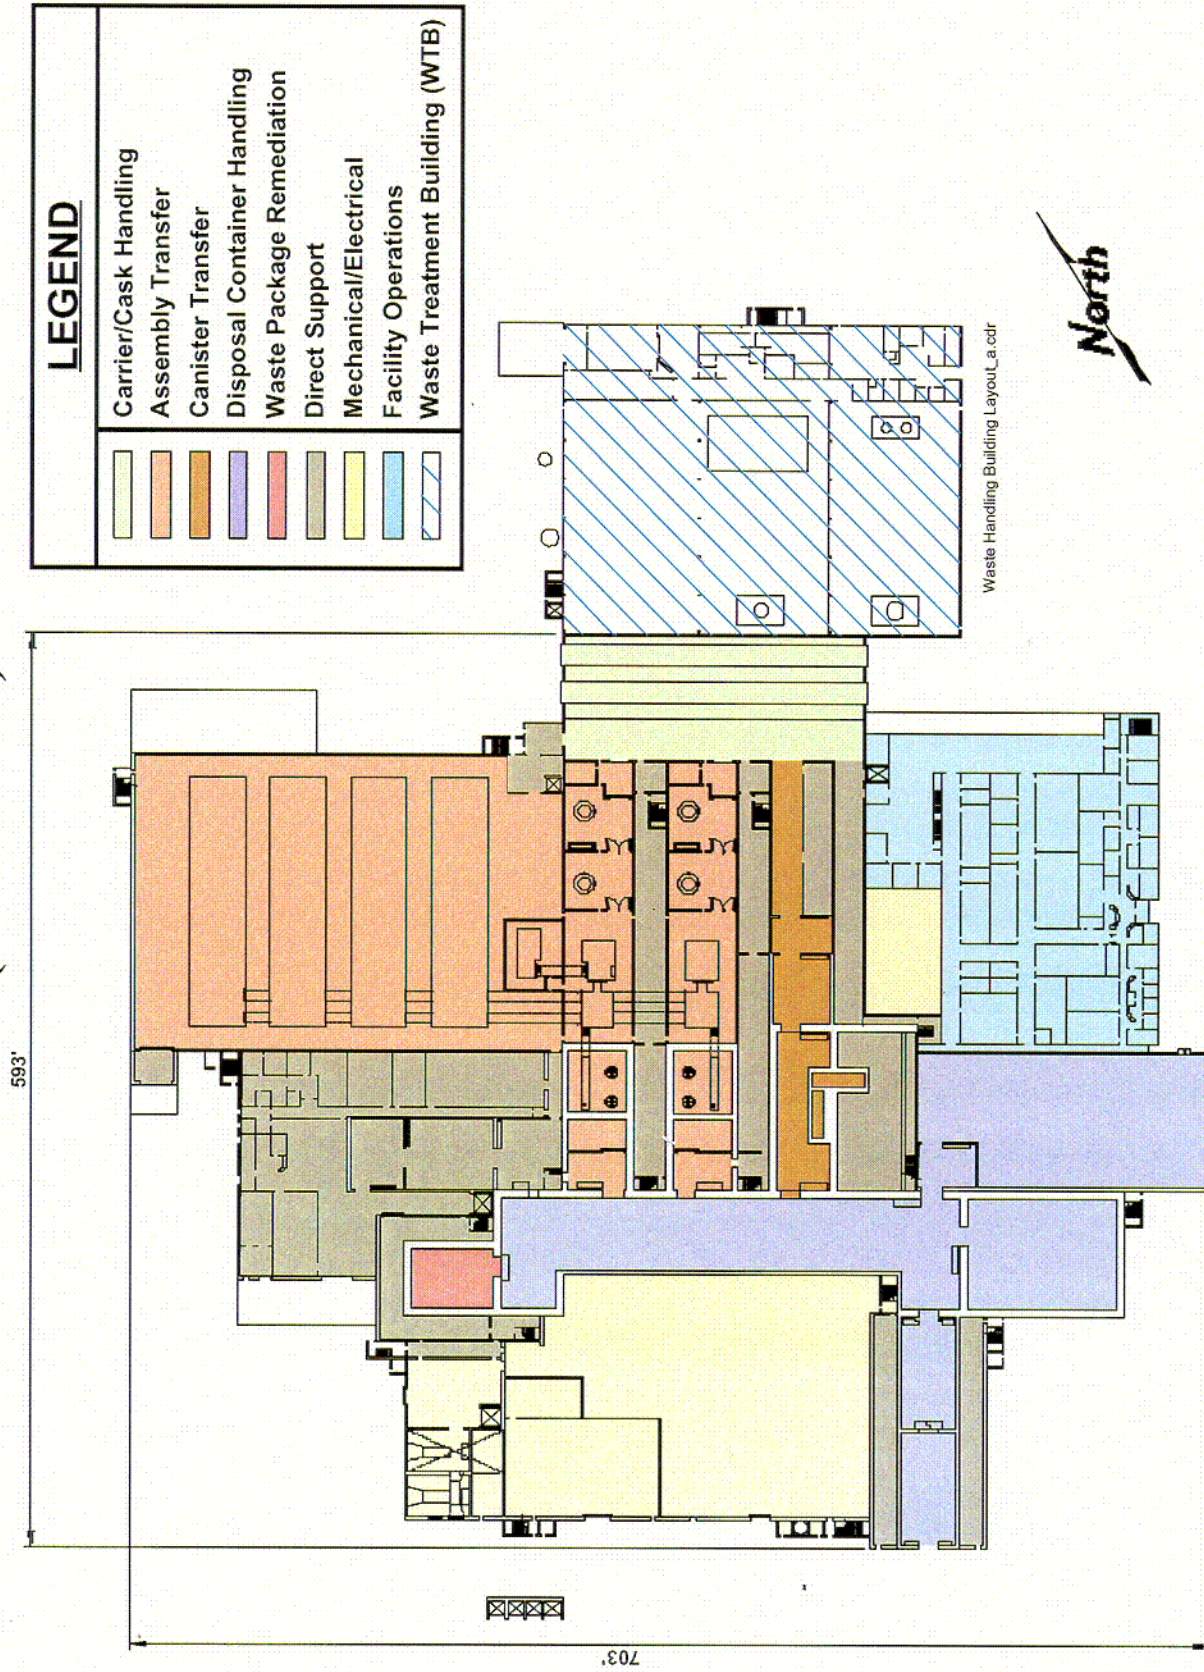 LEGEND
Carrier/Cask Handling
Assembly Transfer
Canister Transfer
Disposal Container Handling
Waste Package Remediation
Direct Support
Mechanical/Electrical
Facility Operations
Waste Treatment Building (WTB)
593'
703'
Waste Handling Building Layout_a.cdr
North